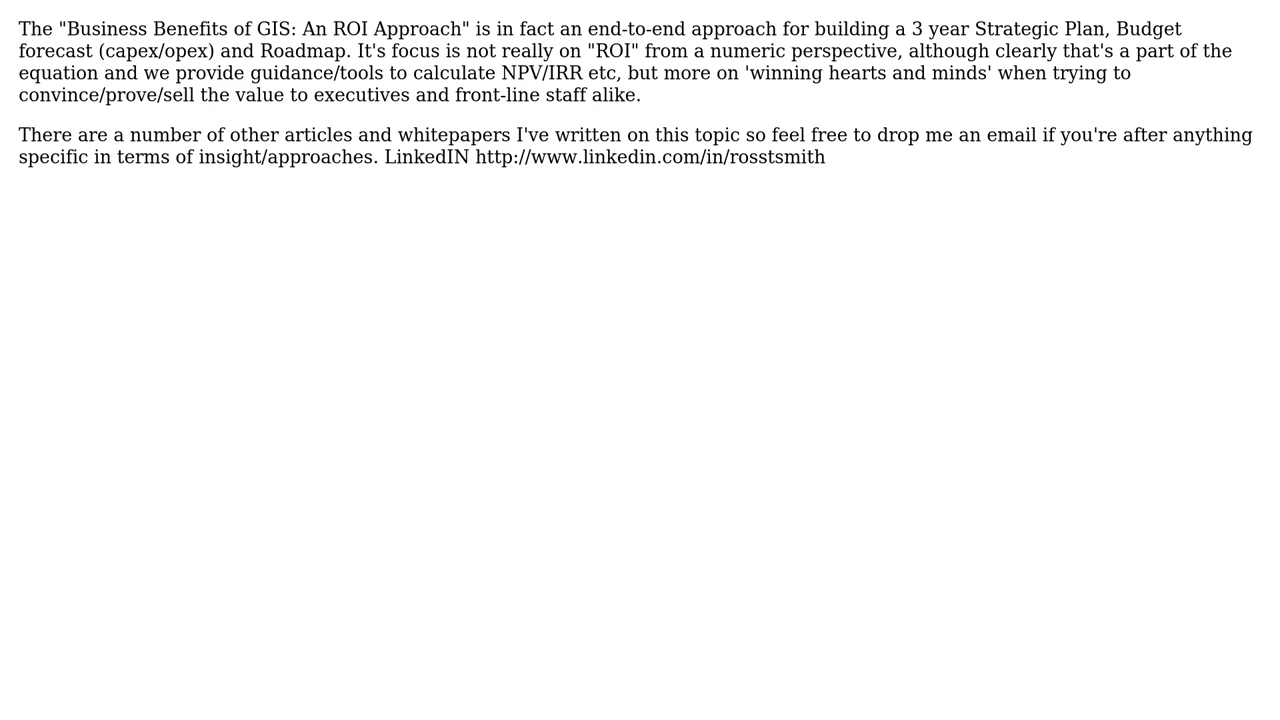 The "Business Benefits of GIS: An ROI Approach" is in fact an end-to-end approach for building a 3 year Strategic Plan, Budget
forecast (capex/opex) and Roadmap. It's focus is not really on "ROI" from a numeric perspective, although clearly that's a part of the
equation and we provide guidance/tools to calculate NPV/IRR etc, but more on 'winning hearts and minds' when trying to
convince/prove/sell the value to executives and front-line staff alike.
There are a number of other articles and whitepapers I've written on this topic so feel free to drop me an email if you're after anything
specific in terms of insight/approaches. LinkedIN http://www.linkedin.com/in/rosstsmith